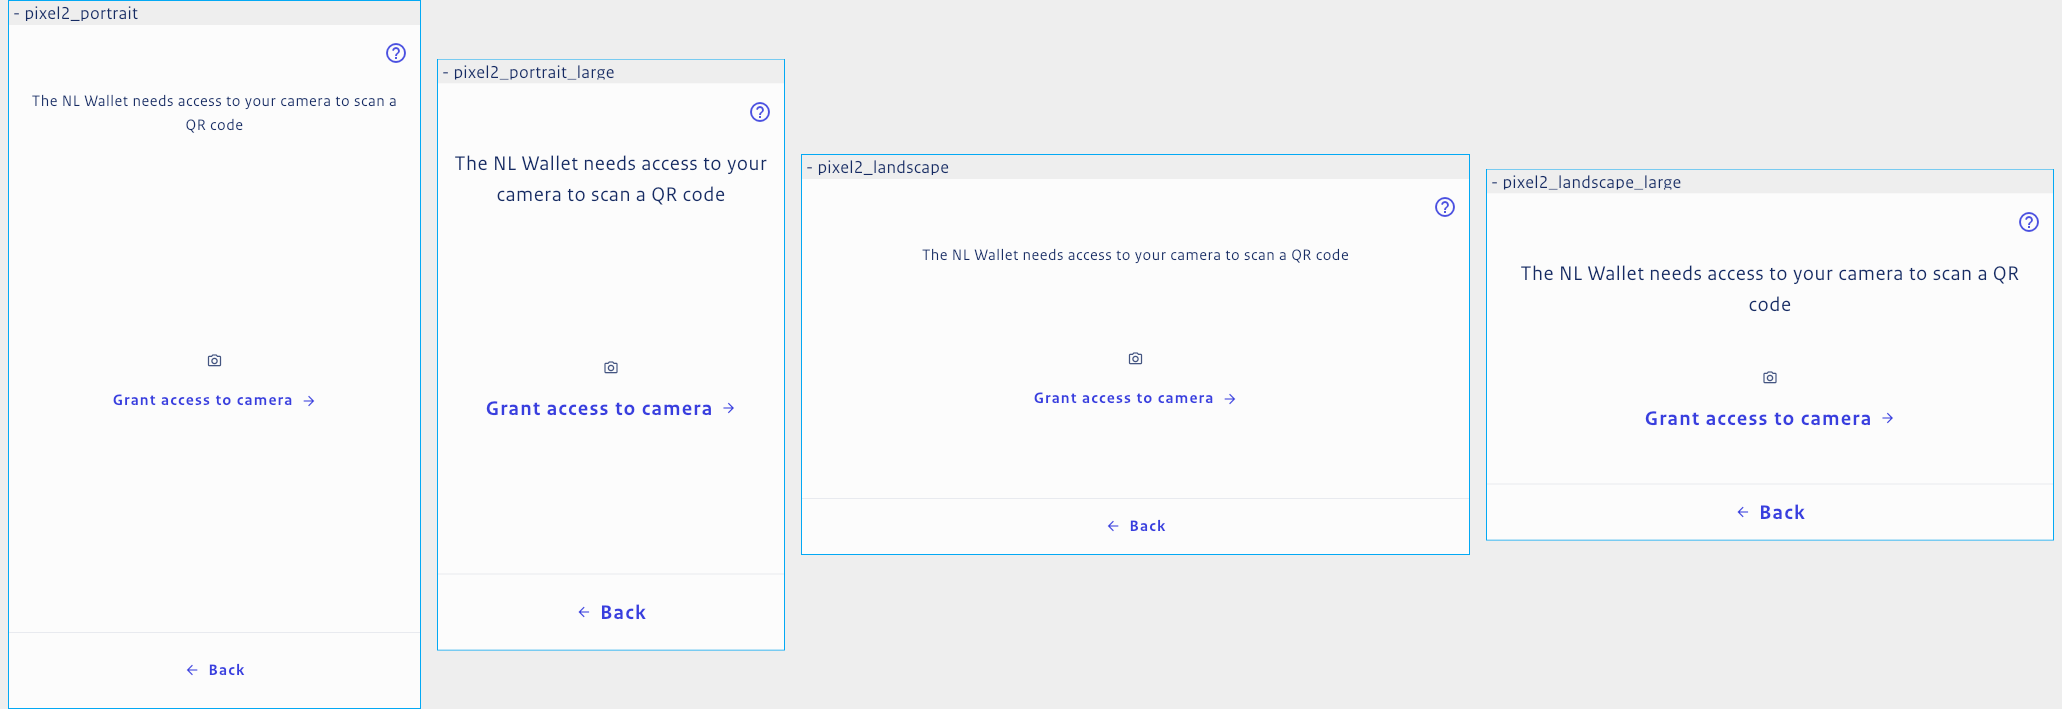 - pixel2_portrait
The NL Wallet needs access to your camera to scan a
QR code
Grant access to camera →
← Back
- pixel2_portrait_large
The NL Wallet needs access to your
camera to scan a QR code
Grant access to camera →
← Back
- pixel2_landscape
The NL Wallet needs access to your camera to scan a QR code
Grant access to camera →
← Back
- pixel2_landscape_large
The NL Wallet needs access to your camera to scan a QR
code
Grant access to camera →
← Back